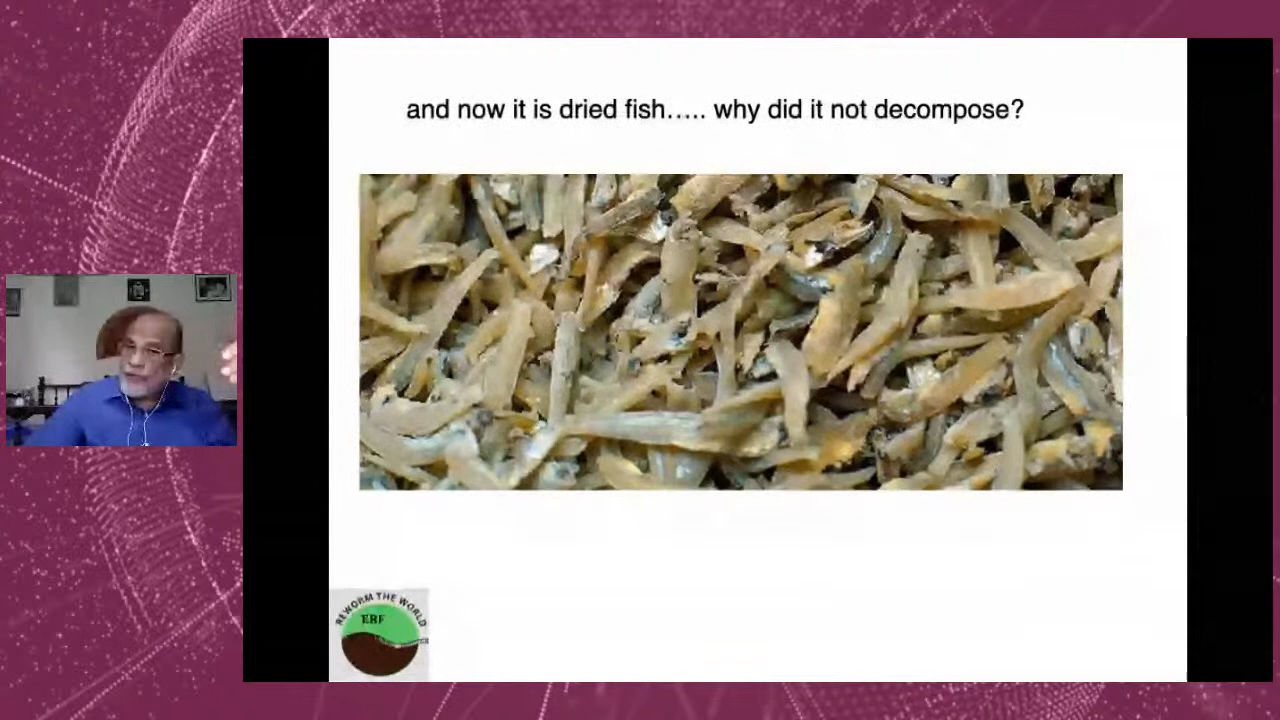 and now it is dried fish..... why did it not decompose?
REWORM THE WORLD
ERF